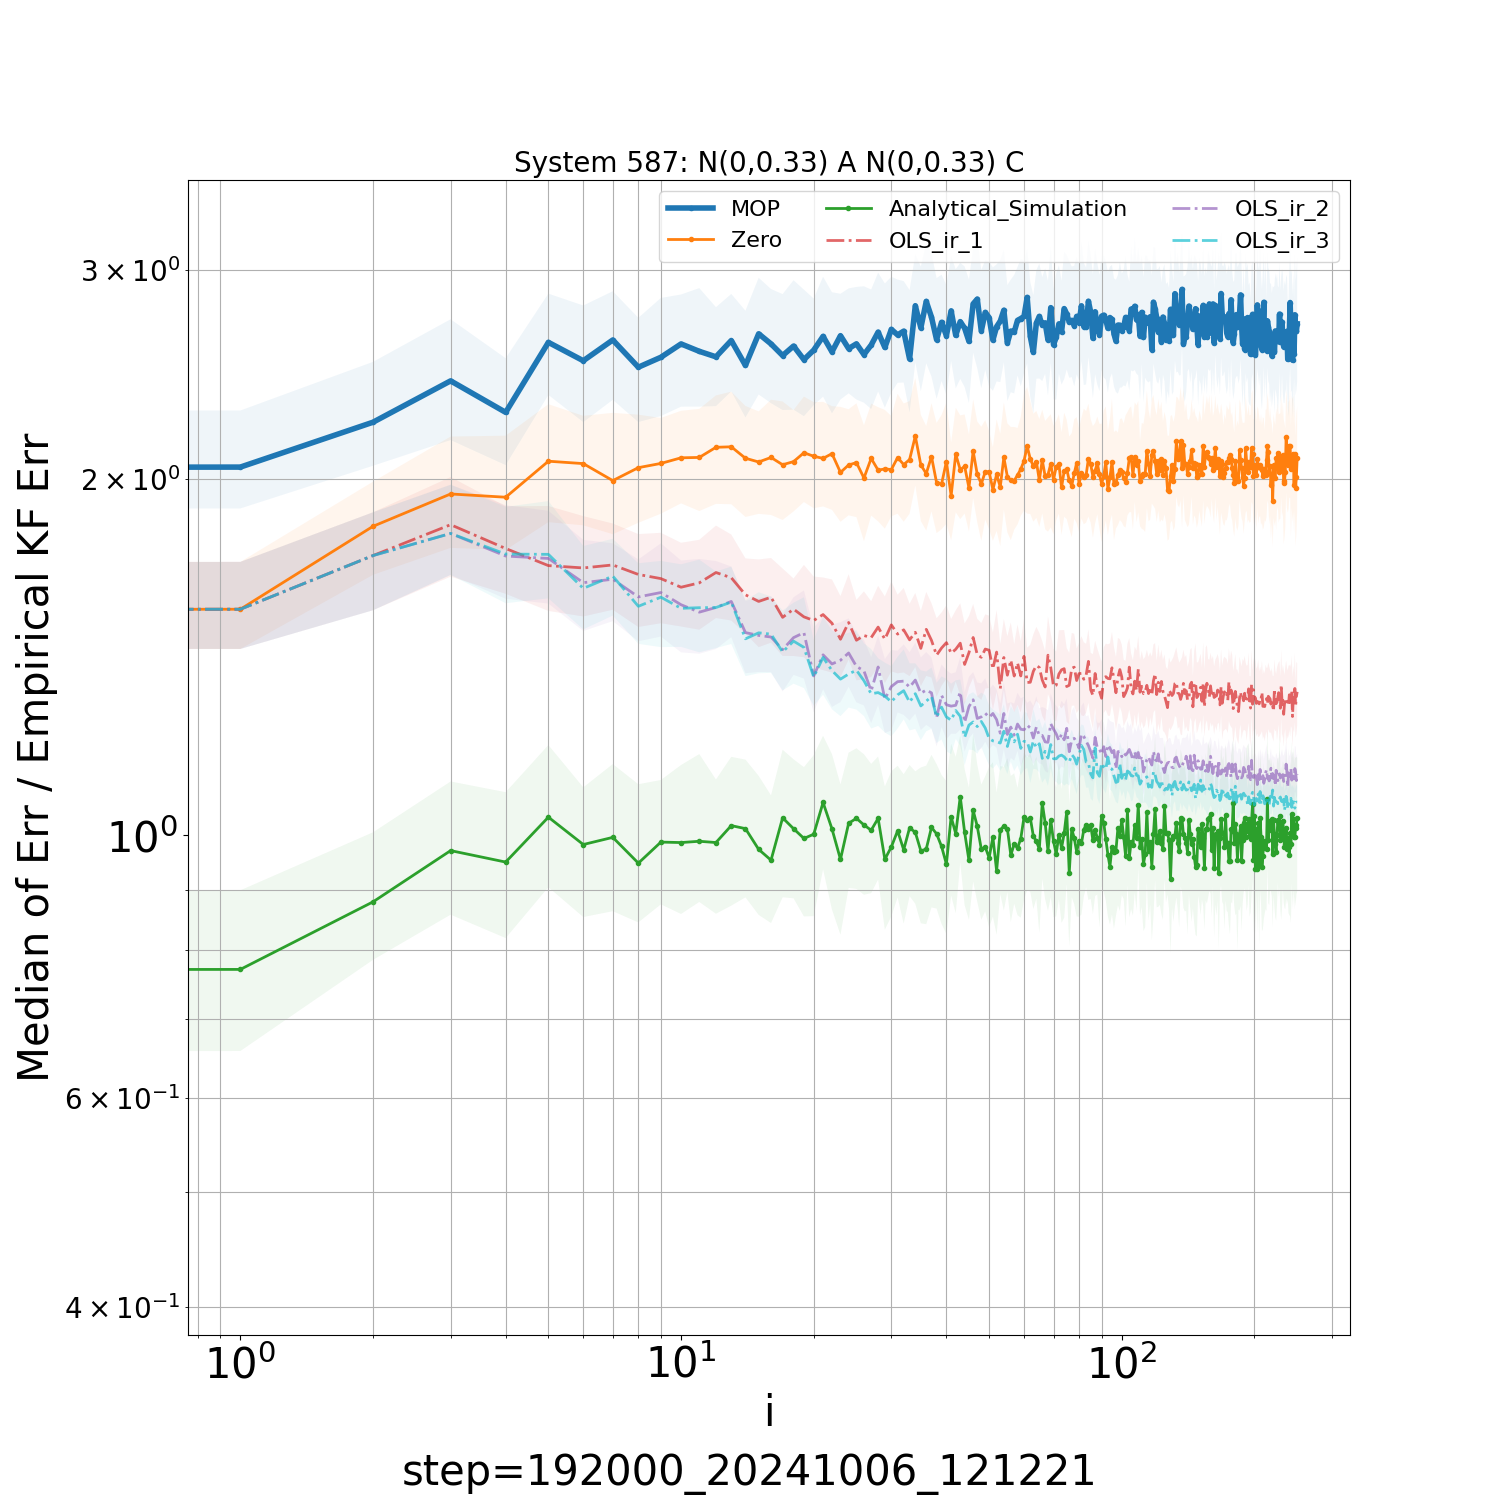 System 587: N(0,0.33) A N(0,0.33) C
MOP
Zero
Analytical_Simulation
OLS_ir_1
OLS_ir_2
OLS_ir_3
3 × 10⁰
2 × 10⁰
10⁰
6 × 10⁻¹
4 × 10⁻¹
Median of Err / Empirical KF Err
10⁰ 10¹ 10²
i
step=192000_20241006_121221